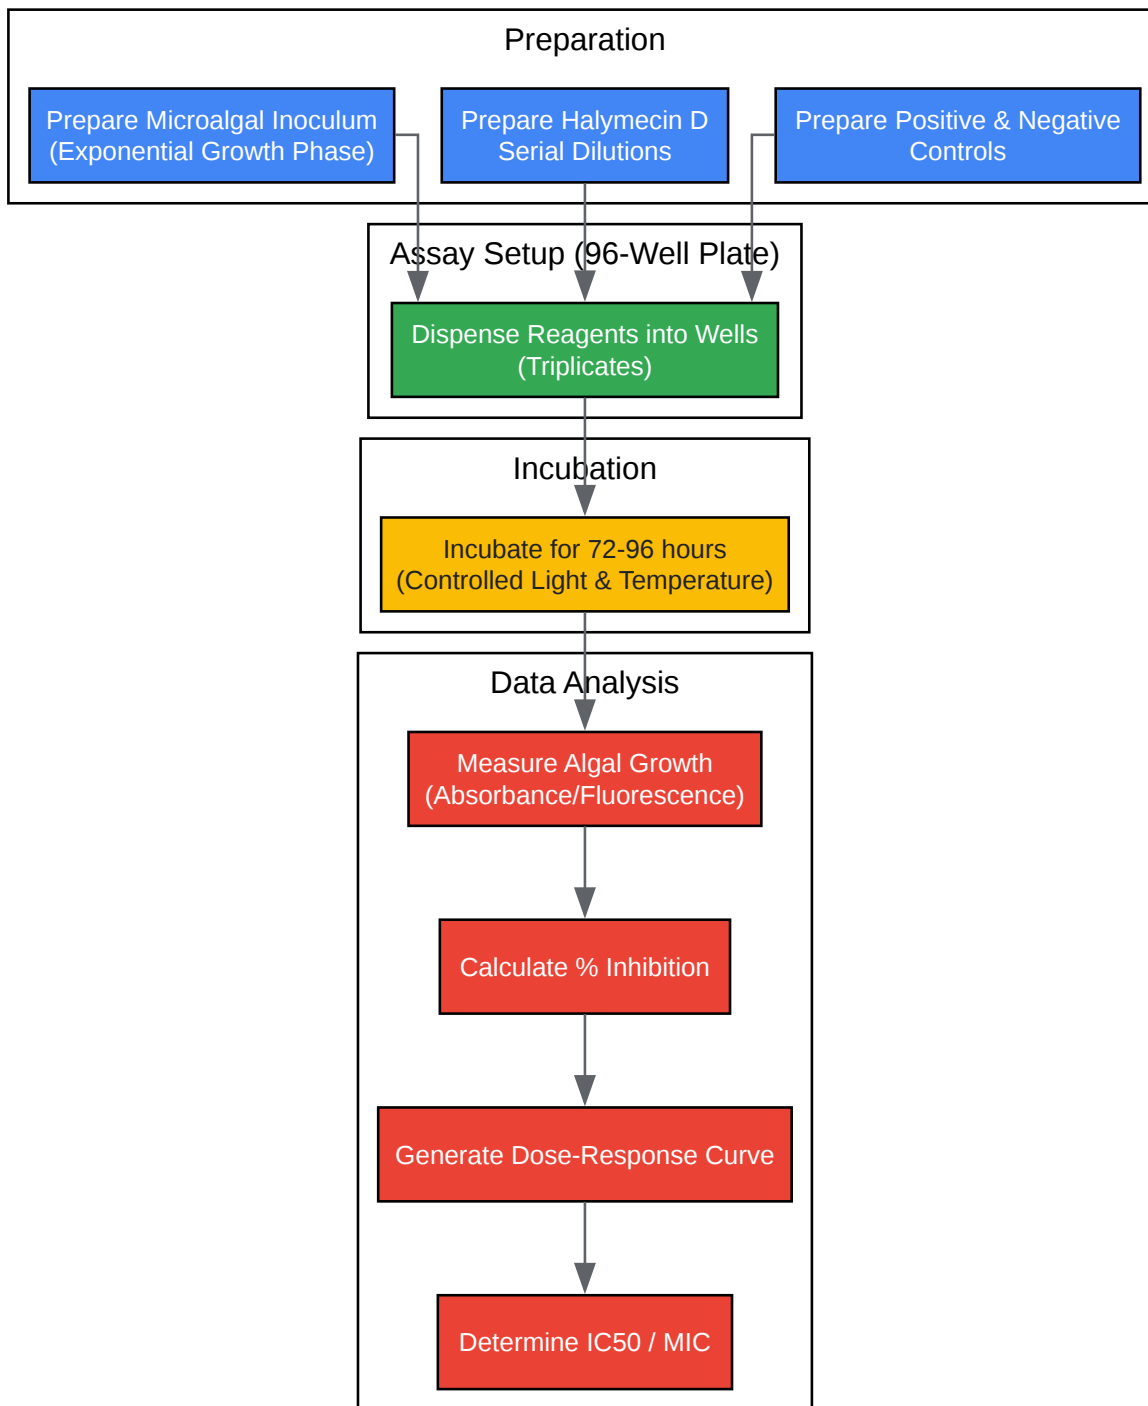 Preparation
Prepare Microalgal Inoculum
(Exponential Growth Phase)
Prepare Halymecin D
Serial Dilutions
Prepare Positive & Negative
Controls
Assay Setup (96-Well Plate)
Dispense Reagents into Wells
(Triplicates)
Incubation
Incubate for 72-96 hours
(Controlled Light & Temperature)
Data Analysis
Measure Algal Growth
(Absorbance/Fluorescence)
Calculate % Inhibition
Generate Dose-Response Curve
Determine IC50 / MIC